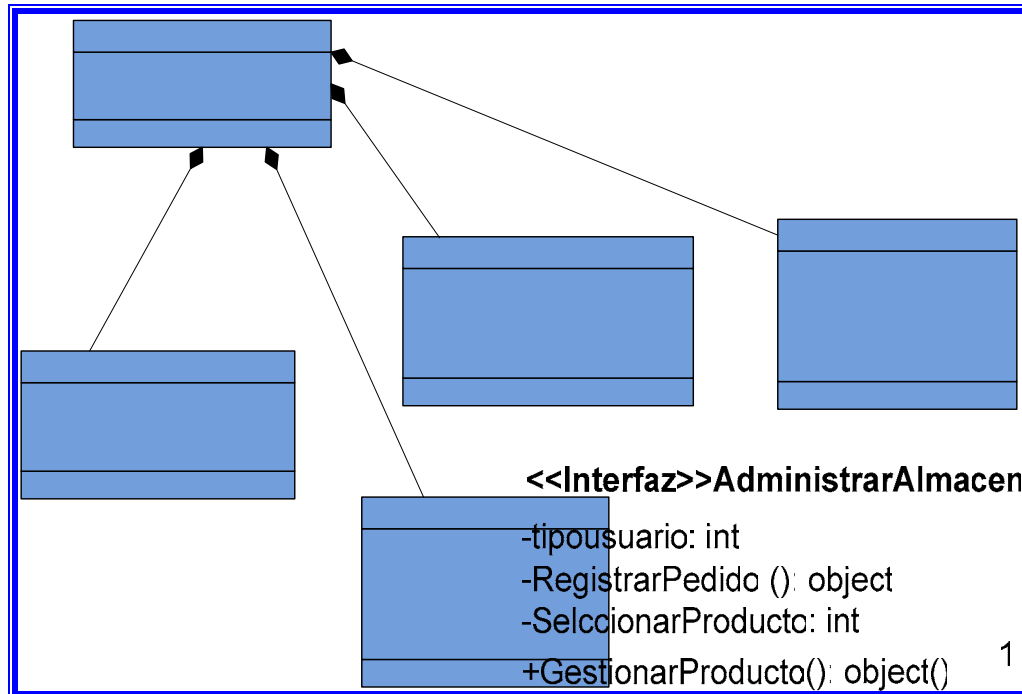 <<Interfaz>>AdministrarAlmacen
-tipousuario: int
-RegistrarPedido (): object
-SelccionarProducto: int
+GestionarProducto(): object()
1